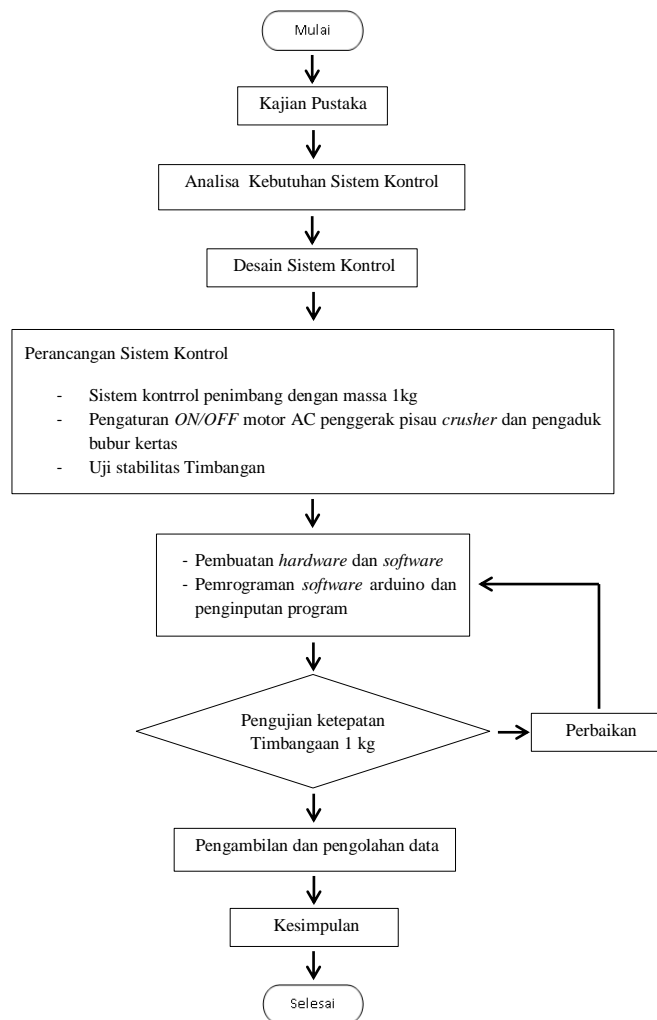 Mulai
Kajian Pustaka
Analisa Kebutuhan Sistem Kontrol
Desain Sistem Kontrol
Perancangan Sistem Kontrol
- Sistem kontrrol penimbang dengan massa 1kg
- Pengaturan ON/OFF motor AC penggerak pisau crusher dan pengaduk
bubur kertas
- Uji stabilitas Timbangan
- Pembuatan hardware dan software
- Pemrograman software arduino dan
penginputan program
Pengujian ketepatan
Timbangaan 1 kg
Perbaikan
Pengambilan dan pengolahan data
Kesimpulan
Selesai